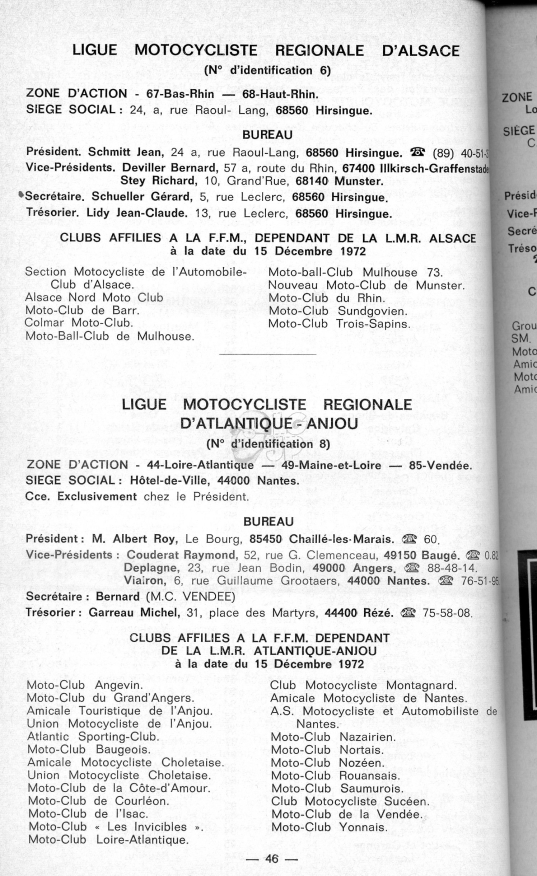 LIGUE MOTOCYCLISTE REGIONALE D'ALSACE
(N° d'identification 6)
ZONE D'ACTION - 67-Bas-Rhin — 68-Haut-Rhin.
SIEGE SOCIAL : 24, a, rue Raoul- Lang, 68560 Hirsingue.
BUREAU
Président. Schmitt Jean, 24 a, rue Raoul-Lang, 68560 Hirsingue. ☎ (89) 40-51-
Vice-Présidents. Deviller Bernard, 57 a, route du Rhin, 67400 Illkirsch-Graffenstade
Stey Richard, 10, Grand'Rue, 68140 Munster.
Secrétaire. Schueller Gérard, 5, rue Leclerc, 68560 Hirsingue.
Trésorier. Lidy Jean-Claude. 13, rue Leclerc, 68560 Hirsingue.
CLUBS AFFILIES A LA F.F.M., DEPENDANT DE LA L.M.R. ALSACE
à la date du 15 Décembre 1972
Section Motocycliste de l'Automobile-
Club d'Alsace.
Alsace Nord Moto Club
Moto-Club de Barr.
Colmar Moto-Club.
Moto-Ball-Club de Mulhouse.
Moto-ball-Club Mulhouse 73.
Nouveau Moto-Club de Munster.
Moto-Club du Rhin.
Moto-Club Sundgovien.
Moto-Club Trois-Sapins.
LIGUE MOTOCYCLISTE REGIONALE
D'ATLANTIQUE - ANJOU
(N° d'identification 8)
ZONE D'ACTION - 44-Loire-Atlantique — 49-Maine-et-Loire — 85-Vendée.
SIEGE SOCIAL : Hôtel-de-Ville, 44000 Nantes.
Cce. Exclusivement chez le Président.
BUREAU
Président : M. Albert Roy, Le Bourg, 85450 Chaillé-les-Marais. ☎ 60.
Vice-Présidents : Couderat Raymond, 52, rue G. Clemenceau, 49150 Baugé. ☎ 0.82
Deplagne, 23, rue Jean Bodin, 49000 Angers. ☎ 88-48-14.
Viairon, 6, rue Guillaume Grootaers, 44000 Nantes. ☎ 76-51-95
Secrétaire : Bernard (M.C. VENDEE)
Trésorier : Garreau Michel, 31, place des Martyrs, 44400 Rézé. ☎ 75-58-08.
CLUBS AFFILIES A LA F.F.M. DEPENDANT
DE LA L.M.R. ATLANTIQUE-ANJOU
à la date du 15 Décembre 1972
Moto-Club Angevin.
Moto-Club du Grand'Angers.
Amicale Touristique de l'Anjou.
Union Motocycliste de l'Anjou.
Atlantic Sporting-Club.
Moto-Club Baugeois.
Amicale Motocycliste Choletaise.
Union Motocycliste Choletaise.
Moto-Club de la Côte-d'Amour.
Moto-Club de Courléon.
Moto-Club de l'Isac.
Moto-Club « Les Invicibles ».
Moto-Club Loire-Atlantique.
Club Motocycliste Montagnard.
Amicale Motocycliste de Nantes.
A.S. Motocycliste et Automobiliste de
Nantes.
Moto-Club Nazairien.
Moto-Club Nortais.
Moto-Club Nozéen.
Moto-Club Rouansais.
Moto-Club Saumurois.
Club Motocycliste Sucéen.
Moto-Club de la Vendée.
Moto-Club Yonnais.
— 46 —
ZONE
Lo
SIÉGE
C
Présid
Vice-P
Secré
Tréso
C
Grou
SM.
Moto
Amic
Moto
Amic